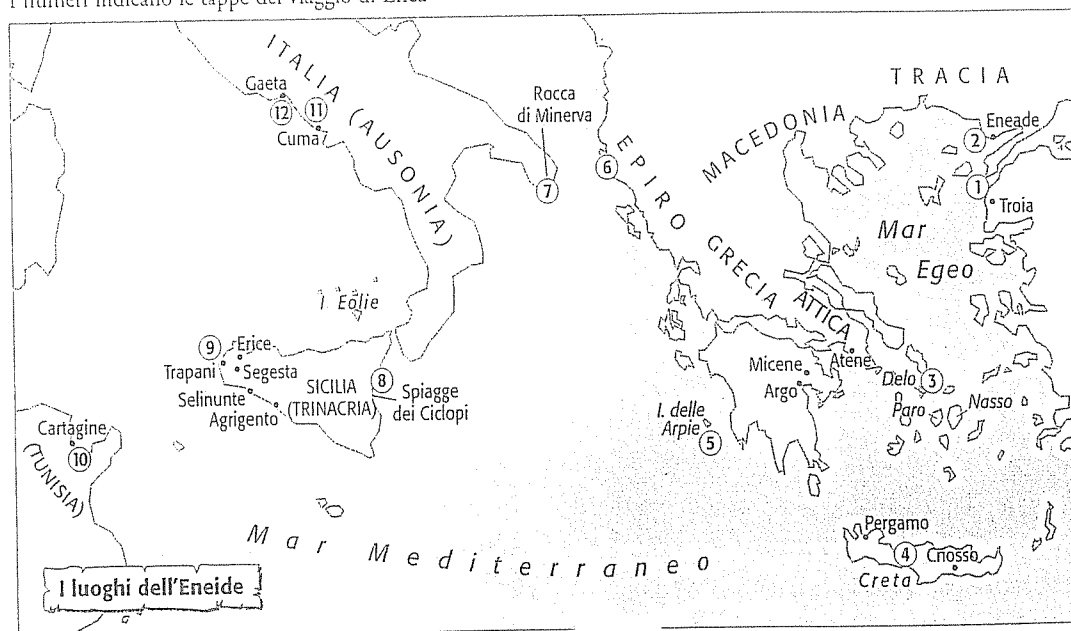 I numeri indicano le tappe del viaggio di Enea
ITALIA (AUSONIA)
Gaeta
12
11
Cuma
Rocca
di Minerva
7
6
EPIRO
MACEDONIA
TRACIA
Eneade
2
1
Troia
Mar
Egeo
GRECIA
ATTICA
I. Eolie
9
Erice
Trapani
Segesta
Selinunte
Agrigento
SICILIA
(TRINACRIA)
8
Spiagge
dei Ciclopi
Micene
Argo
Atene
Delo
3
Paro
Nasso
I. delle
Arpie
5
Cartagine
10
(TUNISIA)
Pergamo
4
Cnosso
Creta
Mar Mediterraneo
I luoghi dell'Eneide